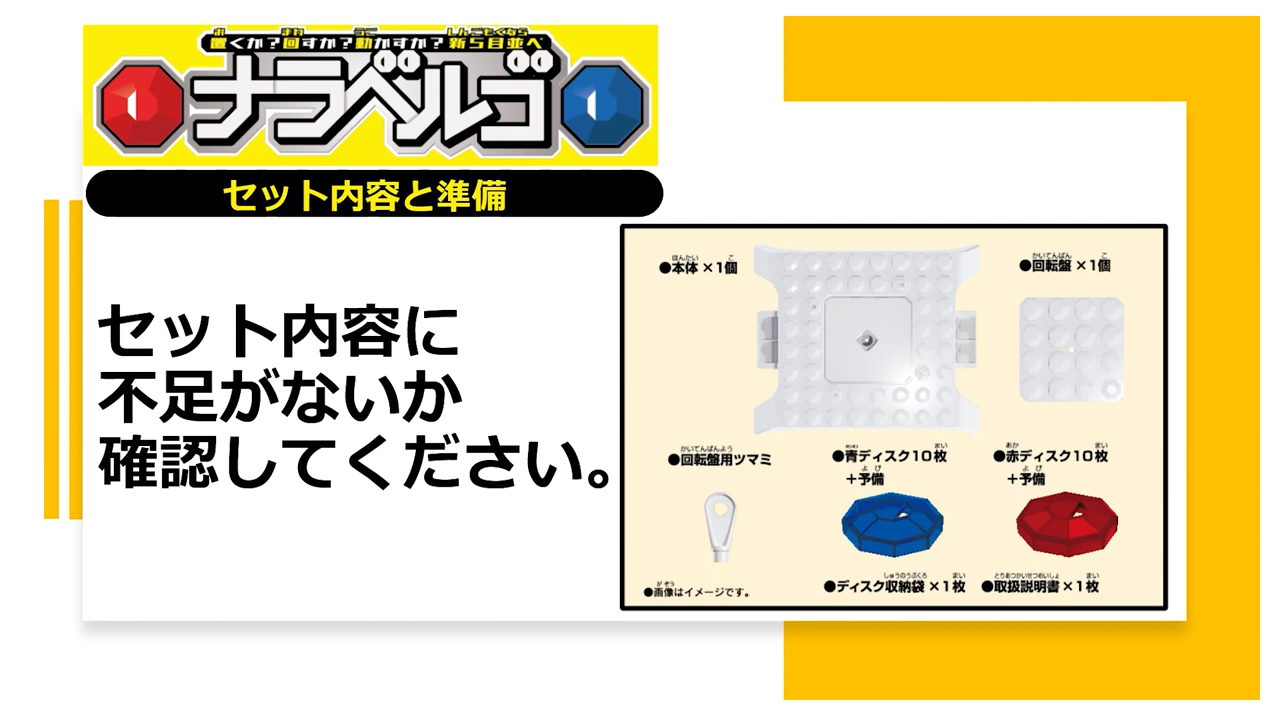 置くか？回すか？動かすか？新５目並べ
ナラベルゴ
セット内容と準備
セット内容に
不足がないか
確認してください。
●本体×1個
●回転盤×1個
●回転盤用ツマミ
●青ディスク10枚
＋予備
●赤ディスク10枚
＋予備
●画像はイメージです。
●ディスク収納袋×1枚
●取扱説明書×1枚